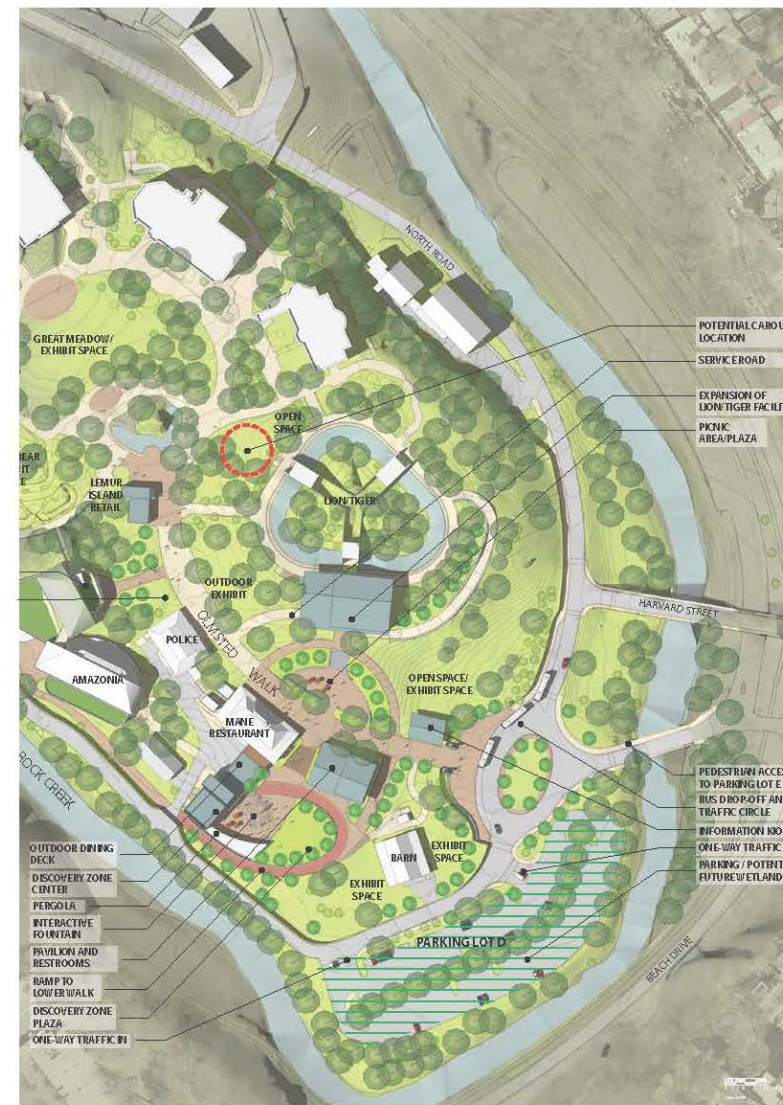 NORTH ROAD
GREAT MEADOW/
EXHIBIT SPACE
POTENTIAL CAROU
LOCATION
SERVICE ROAD
EXPANSION OF
LION/TIGER FACILIT
PICNIC
AREA/PLAZA
OPEN
SPACE
EAR
IT
E
LEMUR
ISLAND
RETAIL
LION/TIGER
OUTDOOR
EXHIBIT
HARVARD STREET
POLICE
OLMSTED WALK
AMAZONIA
OPEN SPACE/
EXHIBIT SPACE
MANE
RESTAURANT
ROCK CREEK
PEDESTRIAN ACCES
TO PARKING LOT E
BUS DROP-OFF AN
TRAFFIC CIRCLE
INFORMATION KIO
ONE-WAY TRAFFIC
PARKING / POTENT
FUTURE WETLAND
OUTDOOR DINING
DECK
DISCOVERY ZONE
CENTER
PERGOLA
INTERACTIVE
FOUNTAIN
PAVILION AND
RESTROOMS
RAMP TO
LOWER WALK
DISCOVERY ZONE
PLAZA
ONE-WAY TRAFFIC IN
BARN
EXHIBIT
SPACE
EXHIBIT
SPACE
PARKING LOT D
BEACH DRIVE